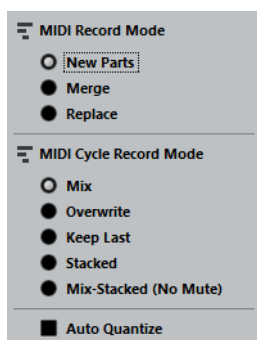 MIDI Record Mode
New Parts
Merge
Replace
MIDI Cycle Record Mode
Mix
Overwrite
Keep Last
Stacked
Mix-Stacked (No Mute)
Auto Quantize